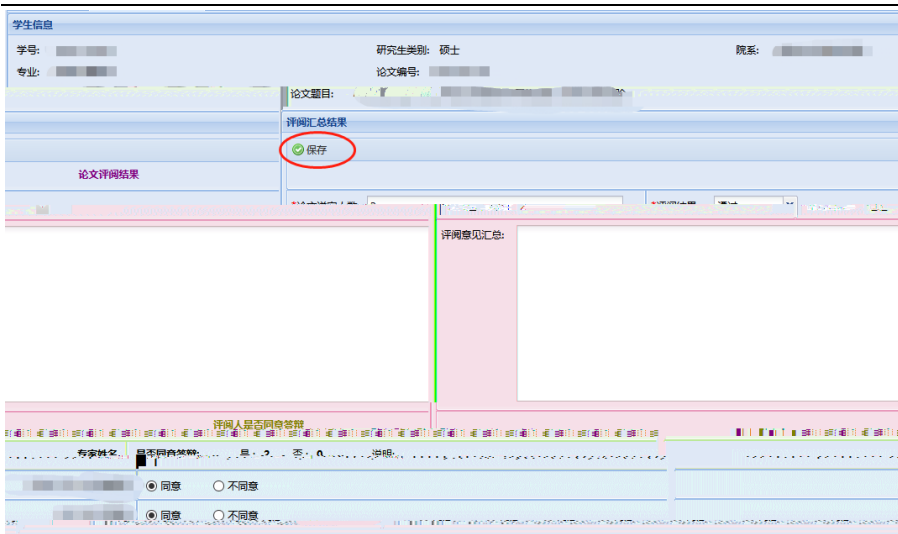 学生信息
学号: 研究生类别: 硕士 院系:
专业: 论文编号:
论文题目:
评阅汇总结果
保存
论文评阅结果
评阅意见汇总:
评阅人是否同意答辩
专家姓名 是否同意答辩: 是: 2 否: 0 说明:
同意 不同意
同意 不同意